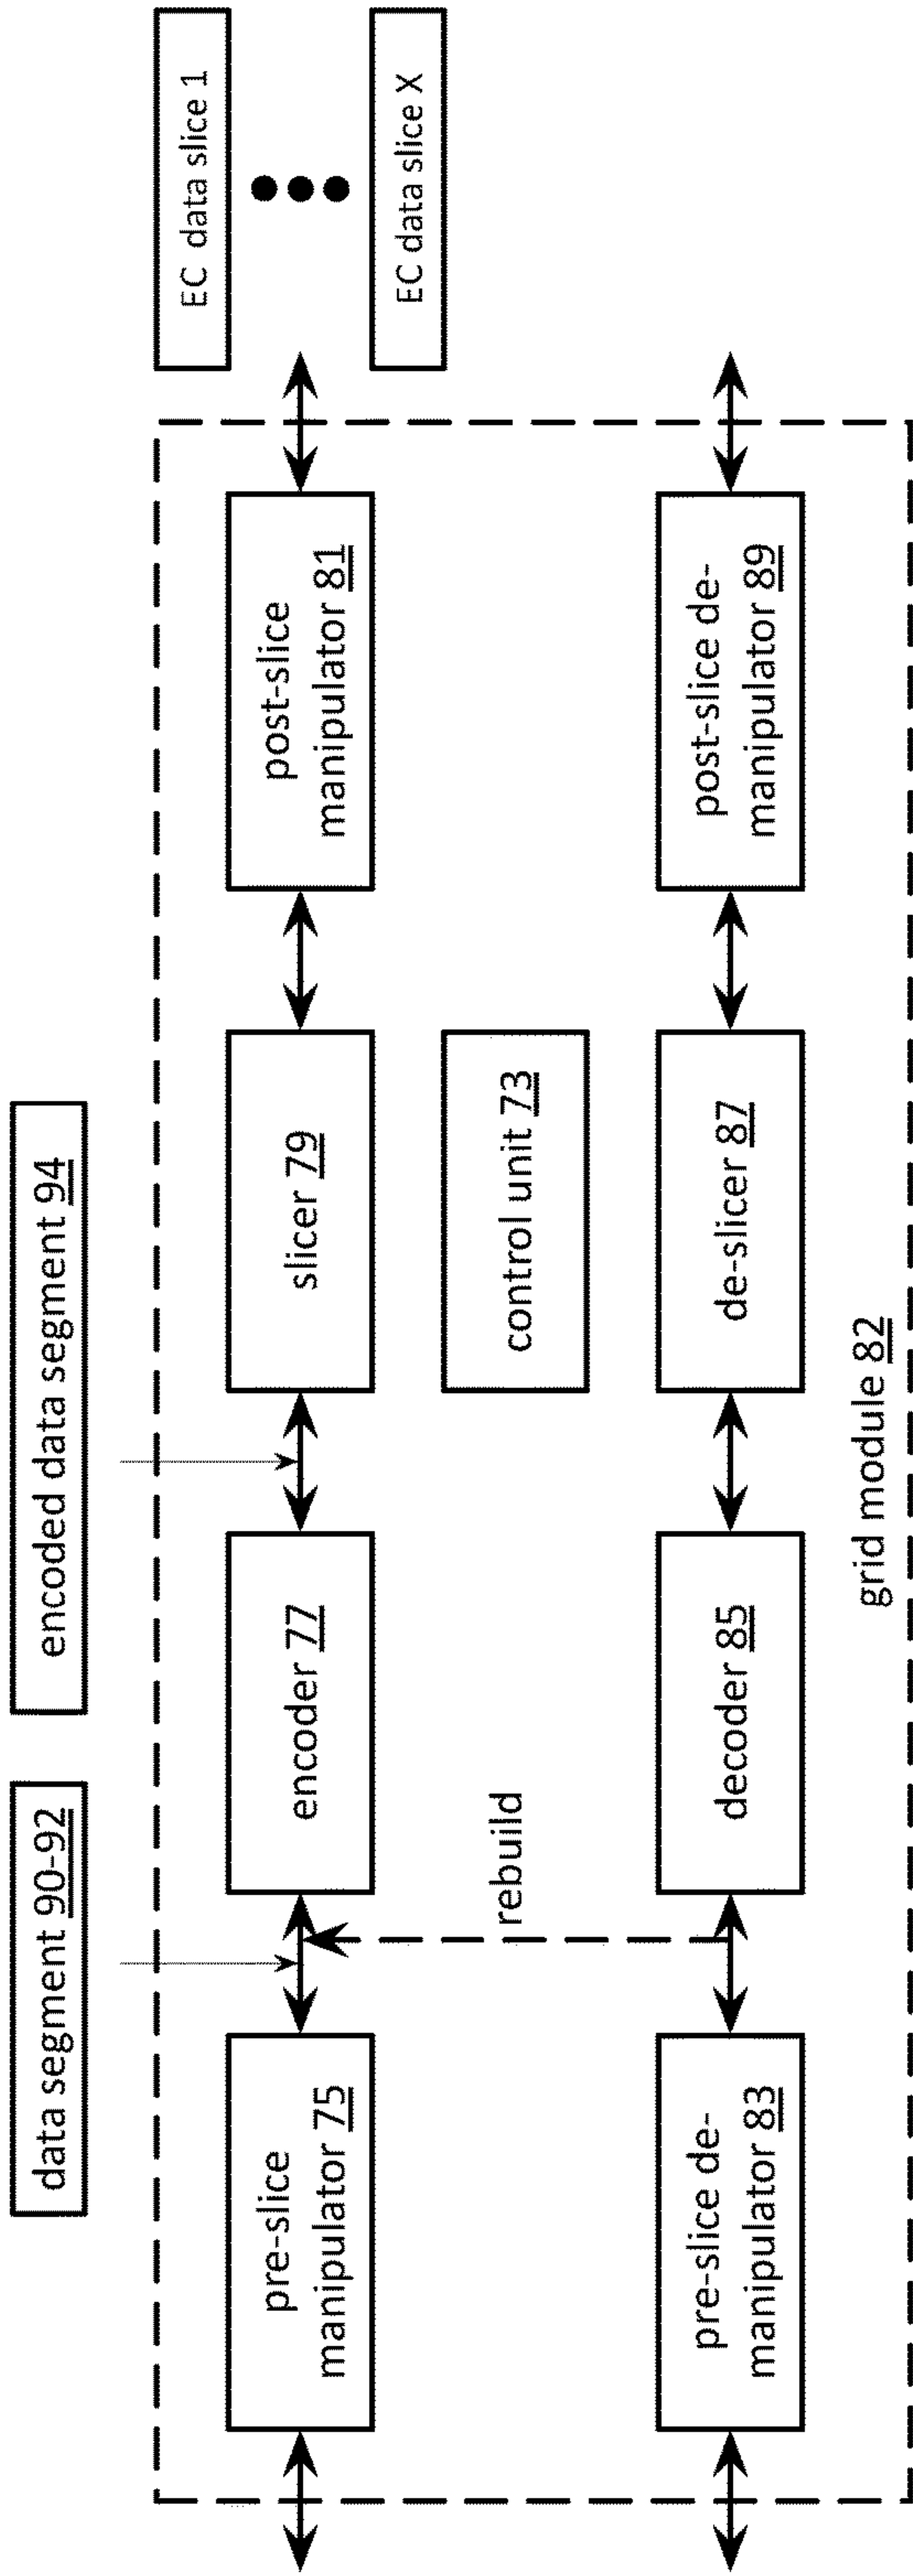 data segment 90-92
encoded data segment 94
pre-slice
manipulator 75
encoder 77
slicer 79
post-slice
manipulator 81
EC data slice 1
EC data slice X
rebuild
control unit 73
pre-slice de-
manipulator 83
decoder 85
de-slicer 87
post-slice de-
manipulator 89
grid module 82